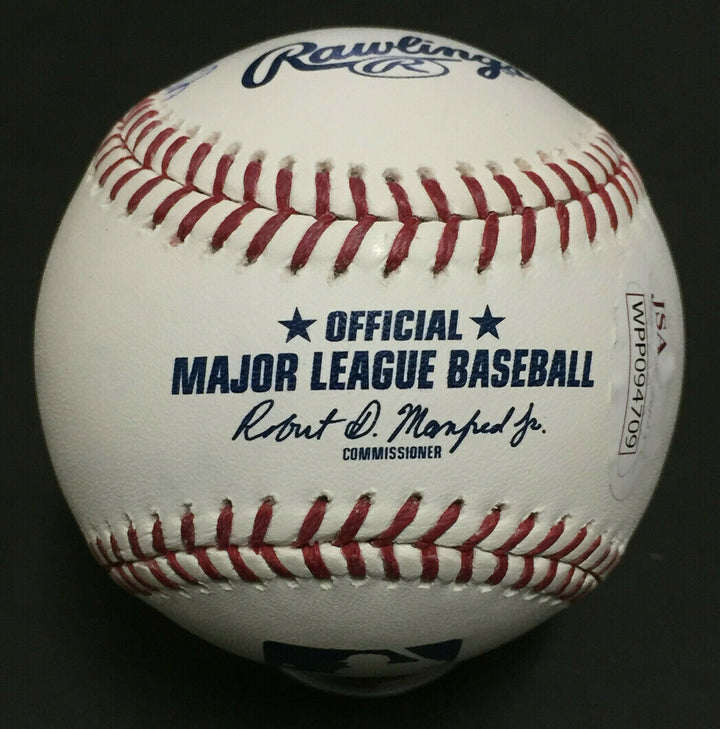 Rawlings
R
★ OFFICIAL ★
MAJOR LEAGUE BASEBALL
Robert D. Manfred Jr.
COMMISSIONER
JSA
WPP094709